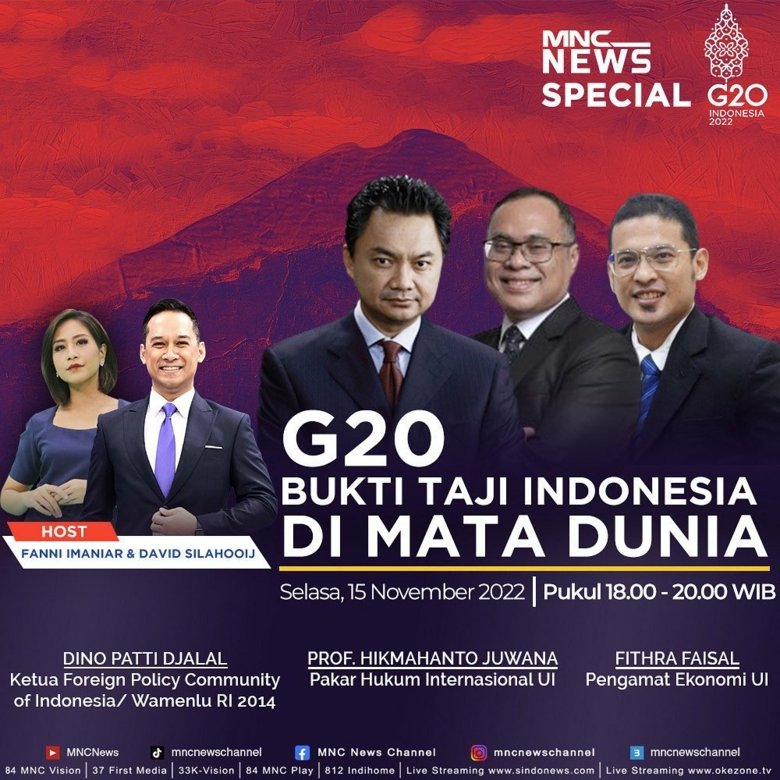 MNC
NEWS
SPECIAL
G20
INDONESIA
2022
HOST
FANNI IMANIAR & DAVID SILAHOOIJ
G20
BUKTI TAJI INDONESIA
DI MATA DUNIA
Selasa, 15 November 2022 | Pukul 18.00 - 20.00 WIB
DINO PATTI DJALAL
Ketua Foreign Policy Community
of Indonesia/ Wamenlu RI 2014
PROF. HIKMAHANTO JUWANA
Pakar Hukum Internasional UI
FITHRA FAISAL
Pengamat Ekonomi UI
MNCNews mncnewschannel MNC News Channel mncnewschannel mncnewschannel
84 MNC Vision | 37 First Media | 33K-Vision | 84 MNC Play | 812 Indihome | Live Streaming www.sindonews.com | Live Streaming www.okezone.tv